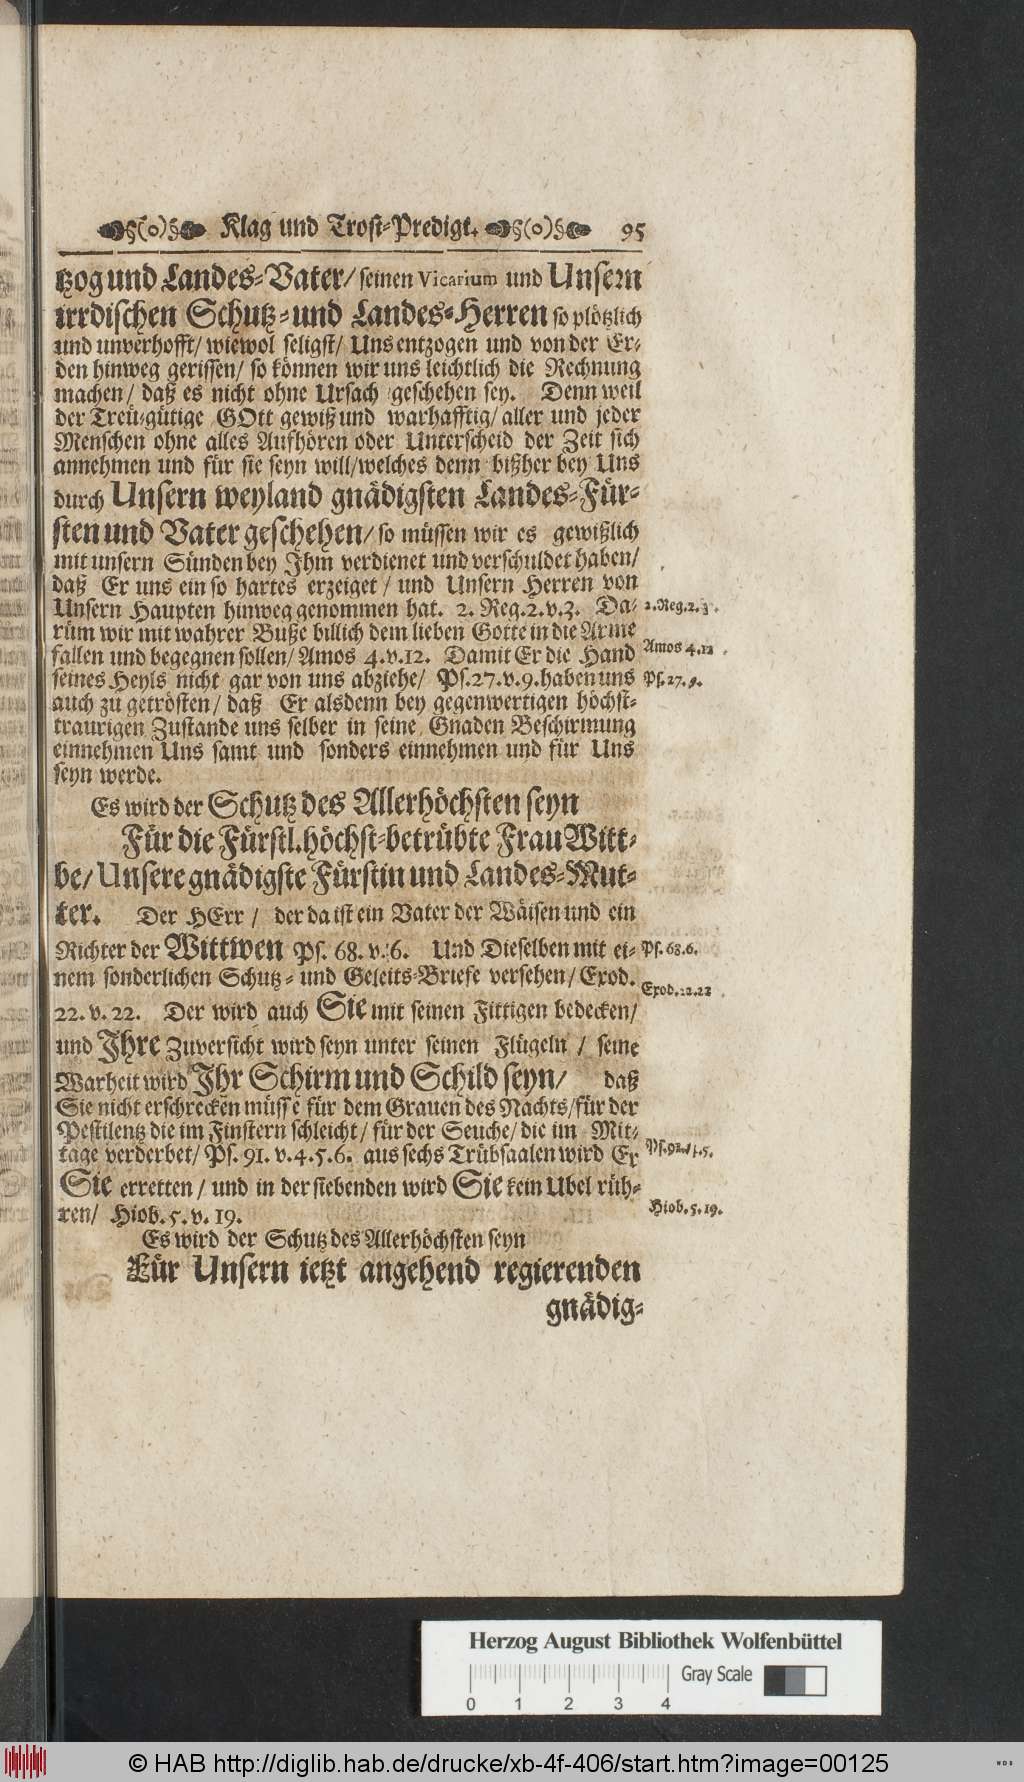 §(o)§ Klag und Trost-Predigt. §(o)§ 95
tzog und Landes-Vater/ seinen Vicarium und Unsern
irrdischen Schutz- und Landes-Herren so plötzlich
und unverhofft/ wiewol seligst/ Uns entzogen und von der Er-
den hinweg gerissen/ so können wir uns leichtlich die Rechnung
machen/ daß es nicht ohne Ursach geschehen sey. Denn weil
der Treü-gütige GOtt gewiß und warhafftig/ aller und jeder
Menschen ohne alles Aufhören oder Unterscheid der Zeit sich
annehmen und für sie seyn will/ welches denn bißher bey Uns
durch Unsern weyland gnädigsten Landes-Für-
sten und Vater geschehen/ so müssen wir es gewißlich
mit unsern Sünden bey Ihm verdienet und verschuldet haben/
daß Er uns ein so hartes erzeiget/ und Unsern Herren von
Unsern Haupten hinweg genommen hat. 2. Reg. 2. v. 3. Da- 2. Reg. 2. 3.
rüm wir mit wahrer Buße billich dem lieben Gotte in die Arme
fallen und begegnen sollen/ Amos 4. v. 12. Damit Er die Hand Amos 4. 12
seines Heyls nicht gar von uns abziehe/ Ps. 27. v. 9. haben uns Ps. 27. 9.
auch zu getrösten/ daß Er alsdenn bey gegenwertigen höchst-
traurigen Zustande uns selber in seine Gnaden Beschirmung
einnehmen Uns samt und sonders einnehmen und für Uns
seyn werde.
Es wird der Schutz des Allerhöchsten seyn
Für die Fürstl. höchst-betrübte Frau Witt-
be/ Unsere gnädigste Fürstin und Landes-Mut-
ter. Der HErr/ der da ist ein Vater der Wäisen und ein
Richter der Wittwen Ps. 68. v. 6. Und Dieselben mit ei- Ps. 68. 6.
nem sonderlichen Schutz- und Geleits-Briefe versehen/ Exod. Exod. 22. 22
22. v. 22. Der wird auch Sie mit seinen Fittigen bedecken/
und Ihre Zuversicht wird seyn unter seinen Flügeln/ seine
Warheit wird Ihr Schirm und Schild seyn/ daß
Sie nicht erschrecken müsse für dem Grauen des Nachts/ für der
Pestilentz die im Finstern schleicht/ für der Seuche/ die im Mit-
tage verderbet/ Ps. 91. v. 4. 5. 6. aus sechs Trübsaalen wird Er
Sie erretten/ und in der siebenden wird Sie kein Ubel rüh-
ren/ Hiob. 5. v. 19. Hiob. 5. 19.
Es wird der Schutz des Allerhöchsten seyn
Für Unsern ietzt angehend regierenden
gnädig-
Herzog August Bibliothek Wolfenbüttel
Gray Scale
0 1 2 3 4
© HAB http://diglib.hab.de/drucke/xb-4f-406/start.htm?image=00125